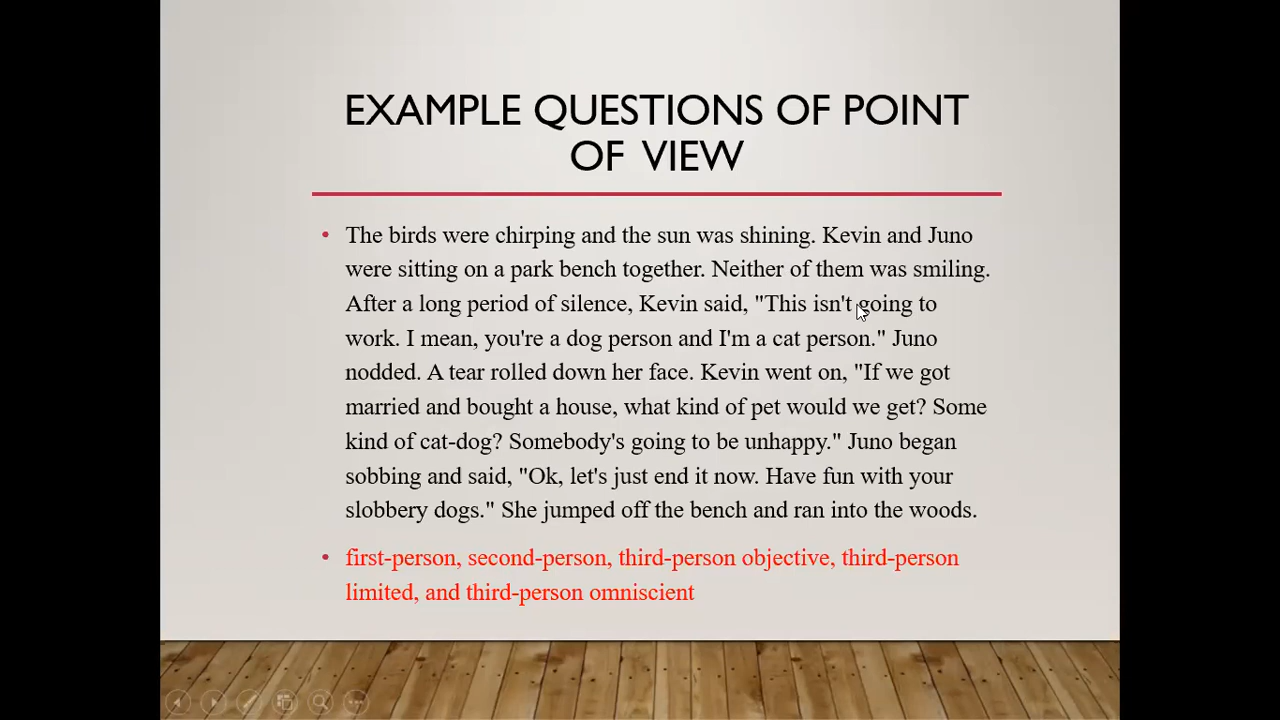 EXAMPLE QUESTIONS OF POINT
OF VIEW
• The birds were chirping and the sun was shining. Kevin and Juno
were sitting on a park bench together. Neither of them was smiling.
After a long period of silence, Kevin said, "This isn't going to
work. I mean, you're a dog person and I'm a cat person." Juno
nodded. A tear rolled down her face. Kevin went on, "If we got
married and bought a house, what kind of pet would we get? Some
kind of cat-dog? Somebody's going to be unhappy." Juno began
sobbing and said, "Ok, let's just end it now. Have fun with your
slobbery dogs." She jumped off the bench and ran into the woods.
• first-person, second-person, third-person objective, third-person
limited, and third-person omniscient